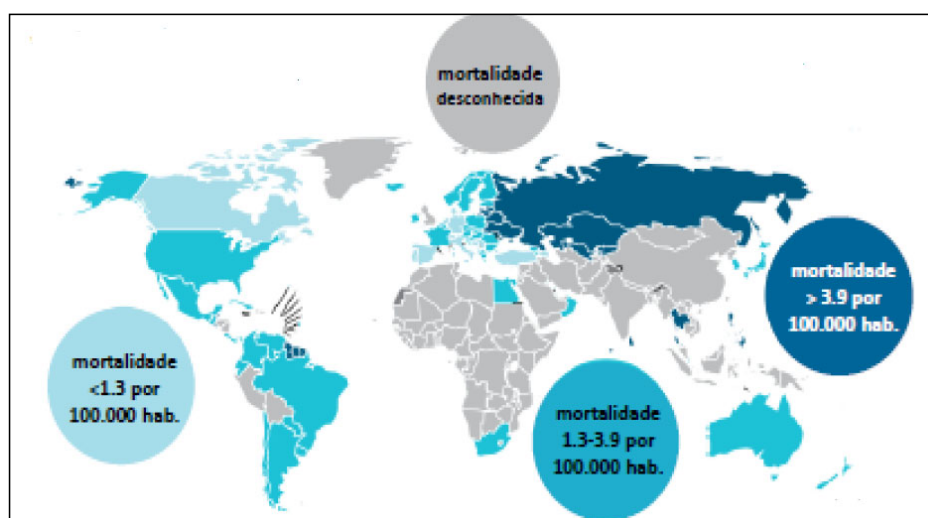 mortalidade
desconhecida
mortalidade
> 3.9 por
100.000 hab.
mortalidade
<1.3 por
100.000 hab.
mortalidade
1.3-3.9 por
100.000 hab.